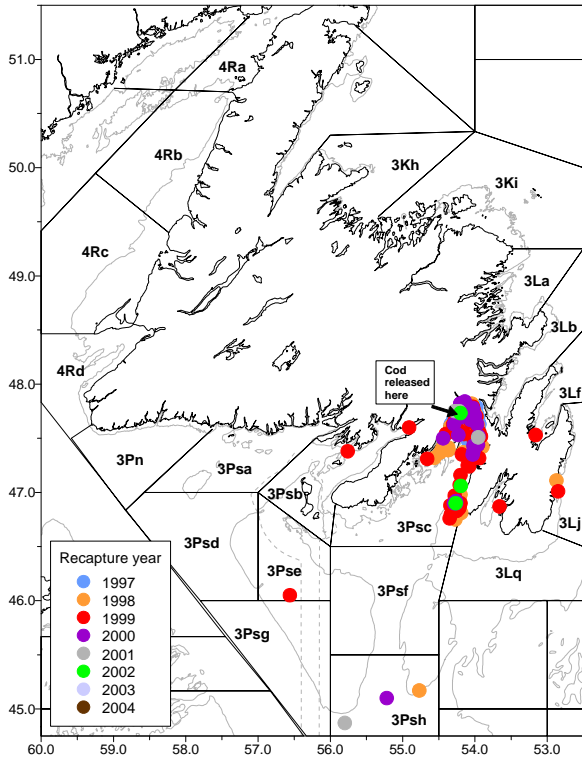 51.0
50.0
49.0
48.0
47.0
46.0
45.0
60.0
59.0
58.0
57.0
56.0
55.0
54.0
53.0
4Ra
4Rb
3Kh
3Ki
4Rc
3La
3Lb
4Rd
Cod
released
here
3Lf
3Pn
3Psa
3Psb
3Psc
3Lj
3Psd
3Pse
3Psf
3Lq
3Psg
3Psh
Recapture year
1997
1998
1999
2000
2001
2002
2003
2004